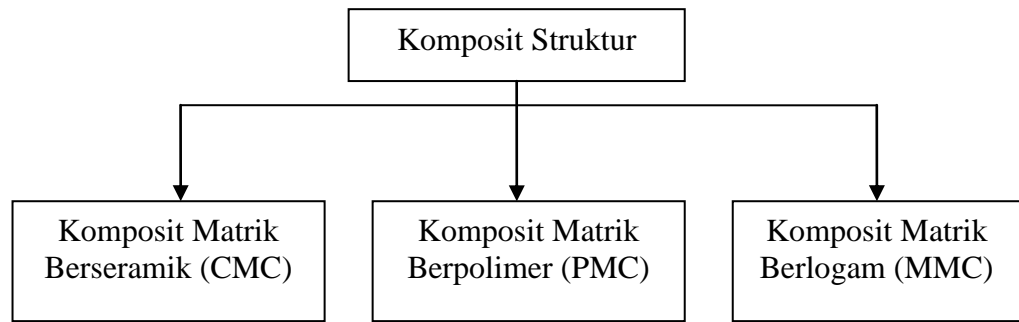 Komposit Struktur
Komposit Matrik
Berseramik (CMC)
Komposit Matrik
Berpolimer (PMC)
Komposit Matrik
Berlogam (MMC)